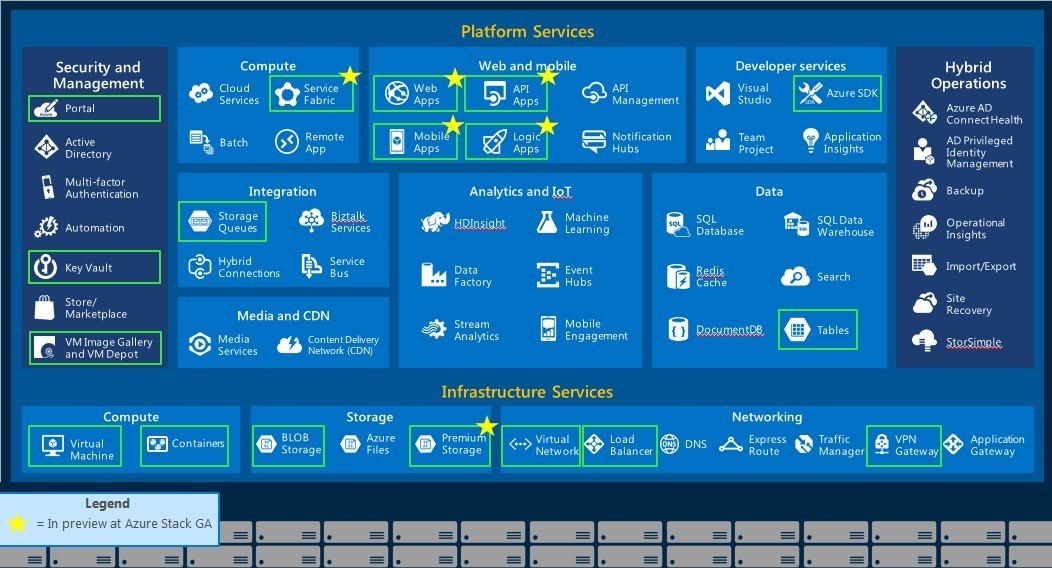 Platform Services
Security and
Management
Portal
Active
Directory
Multi-factor
Authentication
Automation
Key Vault
Store/
Marketplace
VM Image Gallery
and VM Depot
Compute
Cloud
Services
Service
Fabric
Batch
Remote
App
Web and mobile
Web
Apps
API
Apps
API
Management
Mobile
Apps
Logic
Apps
Notification
Hubs
Developer services
Visual
Studio
Azure SDK
Team
Project
Application
Insights
Hybrid
Operations
Azure AD
Connect Health
AD Privileged
Identity
Management
Backup
Operational
Insights
Import/Export
Site
Recovery
StorSimple
Integration
Storage
Queues
Biztalk
Services
Hybrid
Connections
Service
Bus
Media and CDN
Media
Services
Content Delivery
Network (CDN)
Analytics and IoT
HDInsight
Machine
Learning
Data
Factory
Event
Hubs
Stream
Analytics
Mobile
Engagement
Data
SQL
Database
SQL Data
Warehouse
Redis
Cache
Search
DocumentDB
Tables
Infrastructure Services
Compute
Virtual
Machine
Containers
Storage
BLOB
Storage
Azure
Files
Premium
Storage
Networking
Virtual
Network
Load
Balancer
DNS
Express
Route
Traffic
Manager
VPN
Gateway
Application
Gateway
Legend
= In preview at Azure Stack GA